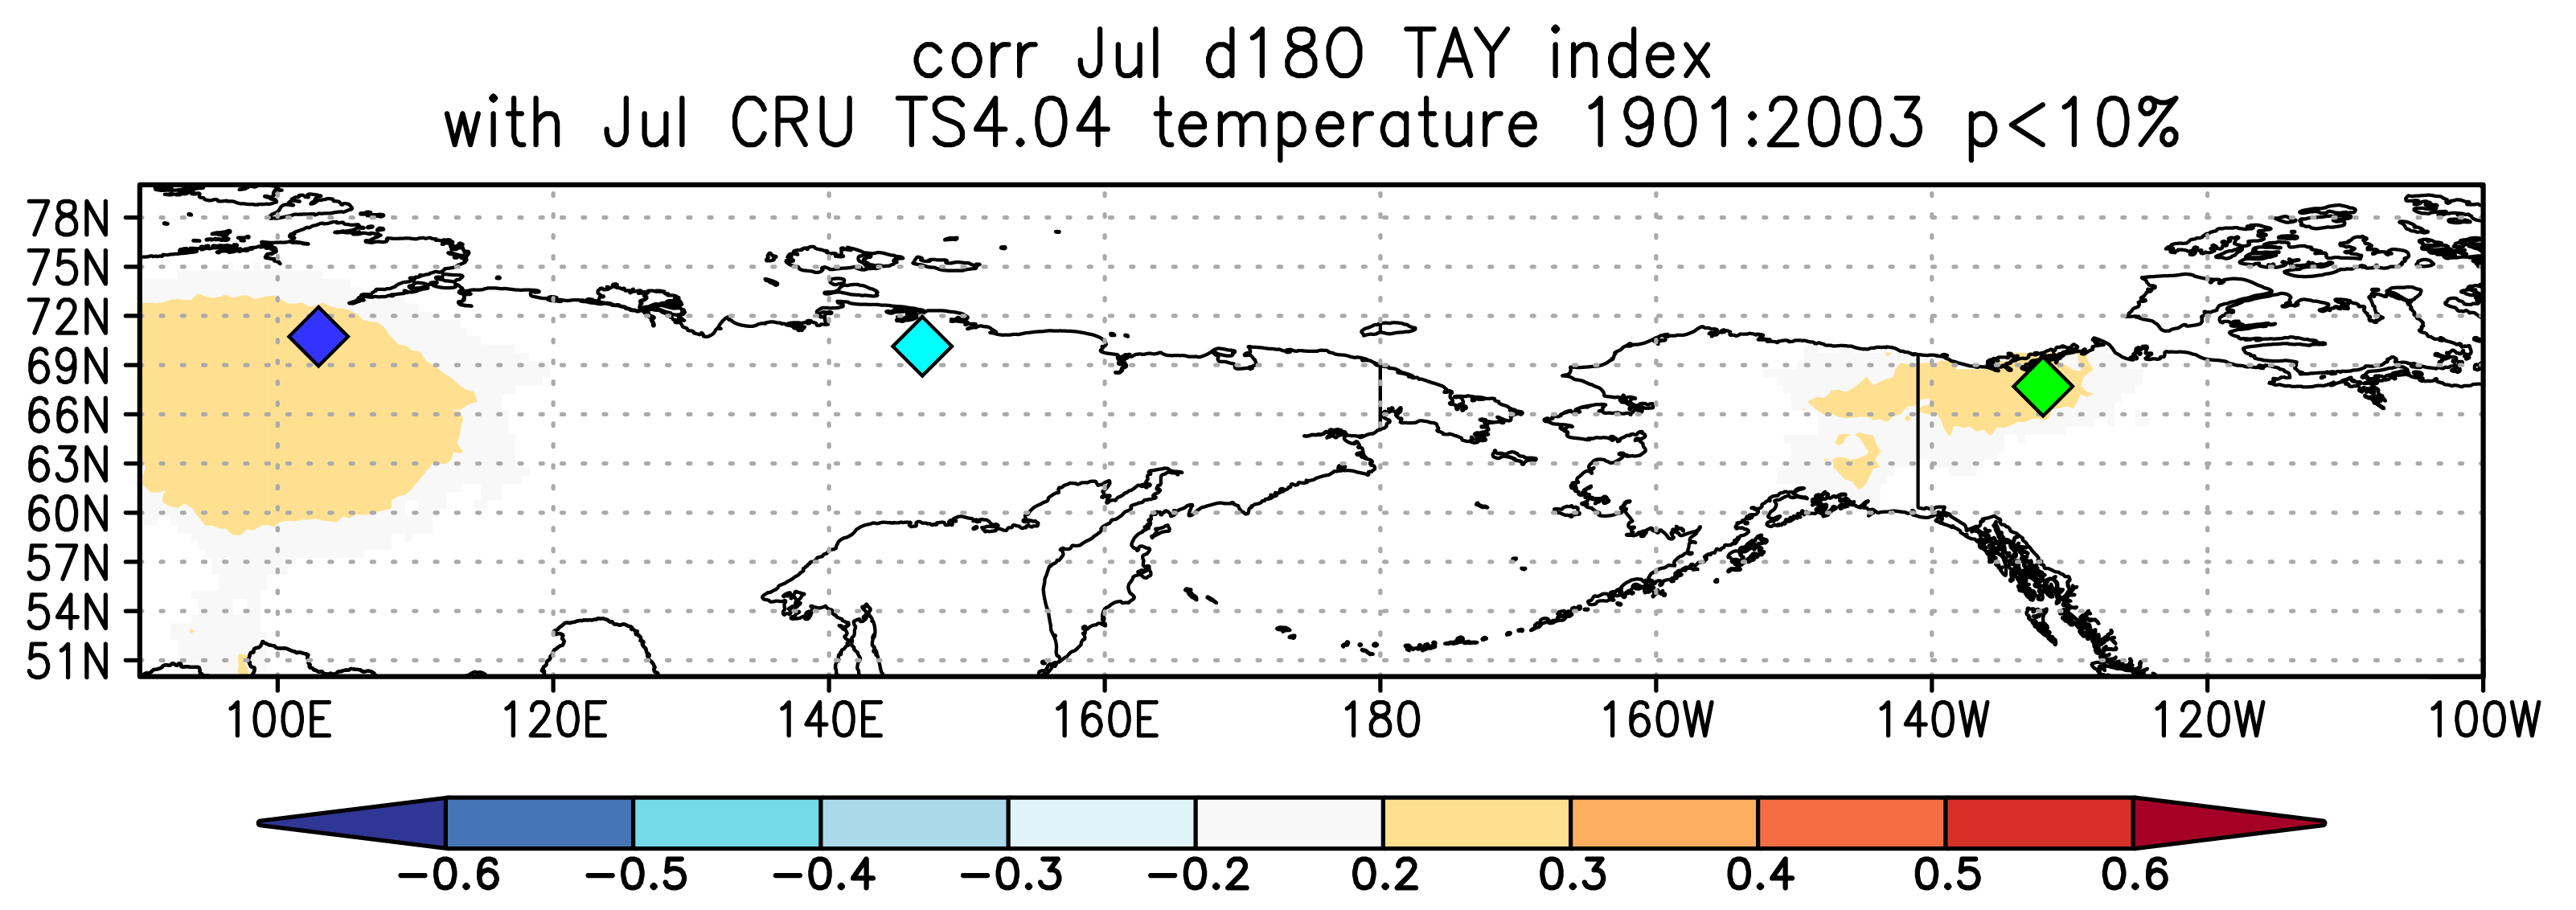 corr Jul d18O TAY index
with Jul CRU TS4.04 temperature 1901:2003 p<10%
78N
75N
72N
69N
66N
63N
60N
57N
54N
51N
100E 120E 140E 160E 180 160W 140W 120W 100W
−0.6 −0.5 −0.4 −0.3 −0.2 0.2 0.3 0.4 0.5 0.6